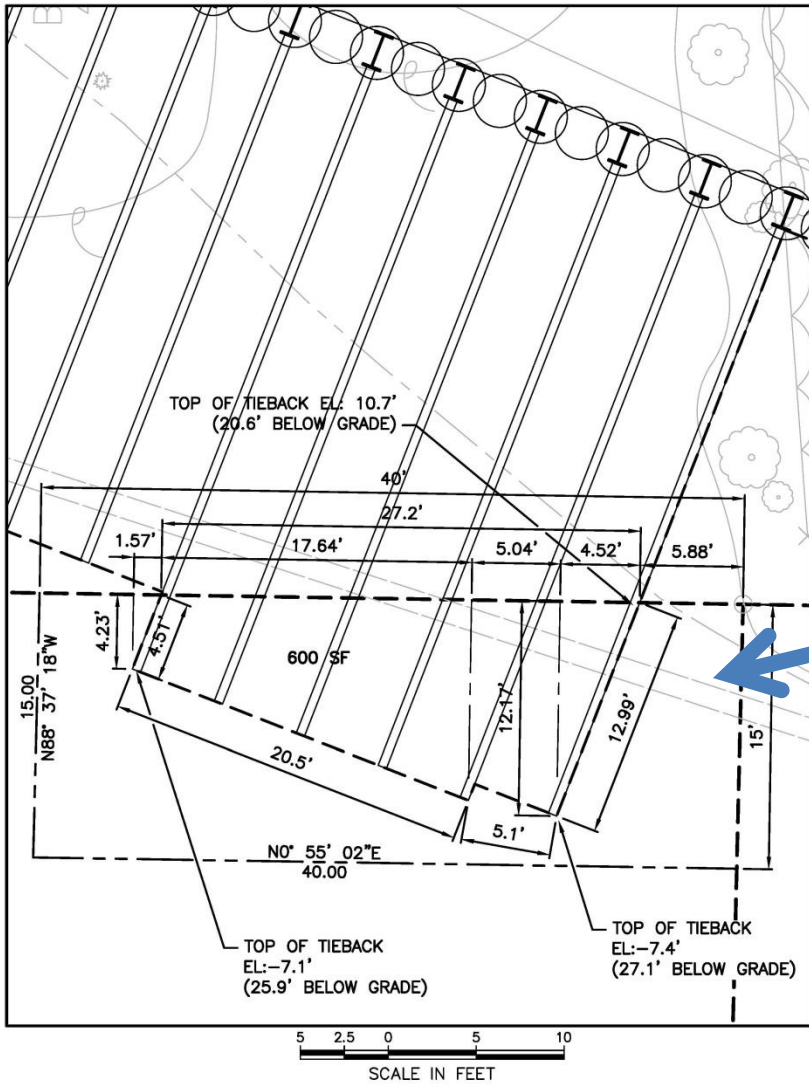 B
TOP OF TIEBACK EL: 10.7'
(20.6' BELOW GRADE)
40'
27.2'
1.57'
17.64'
5.04'
4.52'
5.88'
4.23'
4.51'
600 SF
12.17'
12.99'
15'
15.00
N88° 37' 18"W
20.5'
5.1'
N0° 55' 02"E
40.00
TOP OF TIEBACK
EL:-7.1'
(25.9' BELOW GRADE)
TOP OF TIEBACK
EL:-7.4'
(27.1' BELOW GRADE)
5 2.5 0 5 10
SCALE IN FEET